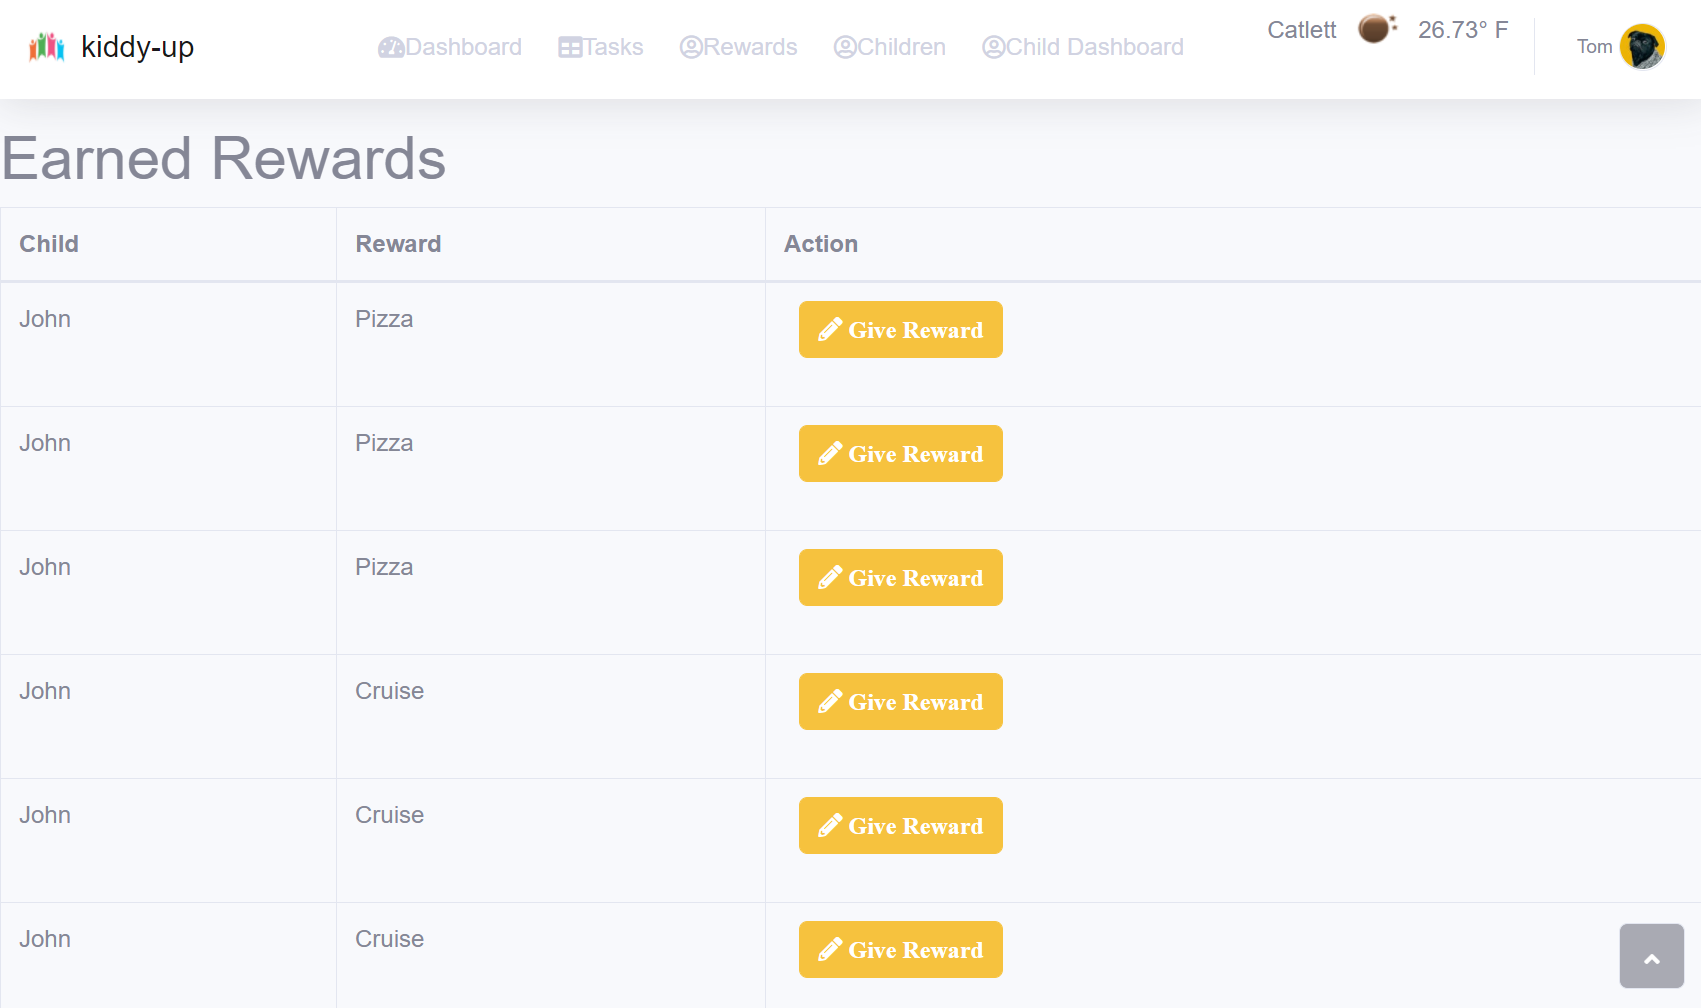 kiddy-up Dashboard Tasks Rewards Children Child Dashboard Catlett 26.73° F Tom
Earned Rewards
Child Reward Action
John Pizza Give Reward
John Pizza Give Reward
John Pizza Give Reward
John Cruise Give Reward
John Cruise Give Reward
John Cruise Give Reward